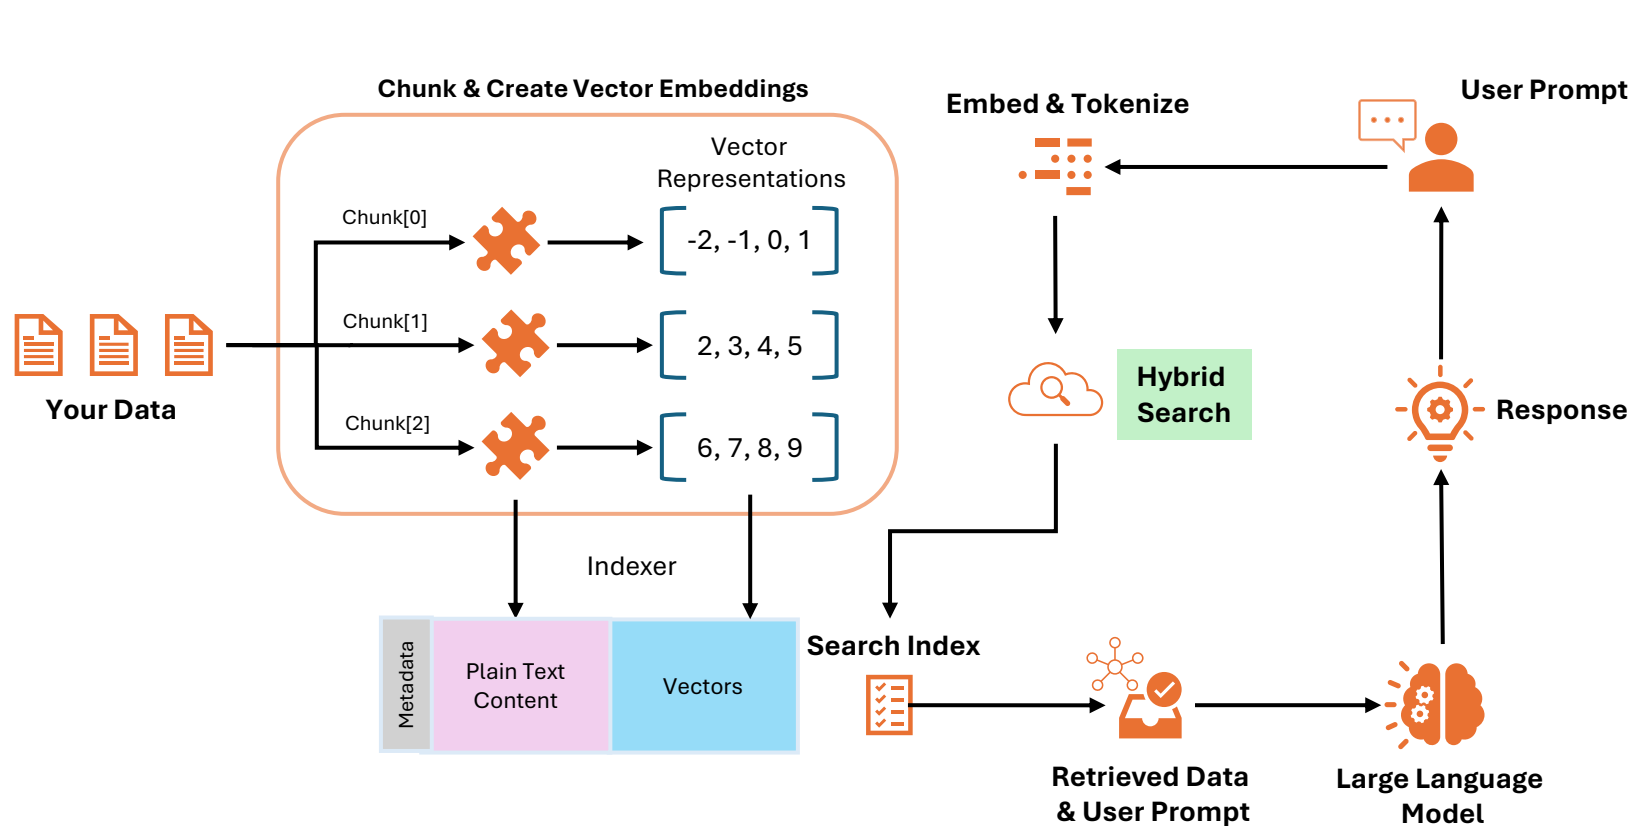 Chunk & Create Vector Embeddings
Vector
Representations
Chunk[0]
-2, -1, 0, 1
Chunk[1]
2, 3, 4, 5
Chunk[2]
6, 7, 8, 9
Your Data
Indexer
Metadada
Plain Text
Content
Vectors
Embed & Tokenize
User Prompt
Hybrid
Search
Response
Search Index
Retrieved Data
& User Prompt
Large Language
Model